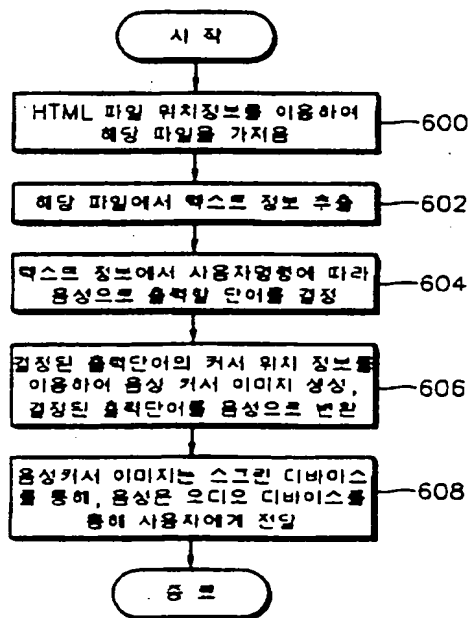 시 작
HTML 파일 위치정보를 이용하여
해당 파일을 가져옴
600
해당 파일에서 텍스트 정보 추출
602
텍스트 정보에서 사용자명령에 따라
음성으로 출력할 단어를 결정
604
결정된 출력단어의 커서 위치 정보를
이용하여 음성 커서 이미지 생성,
결정된 출력단어를 음성으로 변환
606
음성커서 이미지는 스크린 디바이스
를 통해, 음성은 오디오 디바이스를
통해 사용자에게 전달
608
종 료